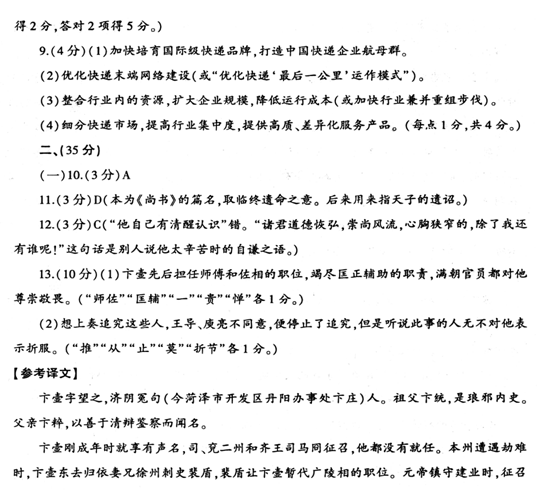 得2分,答对2项得5分。)
9.(4分)(1)加快培育国际级快递品牌,打造中国快递企业航母群。
(2)优化快递末端网络建设(或“优化快递‘最后一公里’运作模式”)。
(3)整合行业内的资源,扩大企业规模,降低运行成本(或加快行业兼并重组步伐)。
(4)细分快递市场,提高行业集中度,提供高质、差异化服务产品。(每点1分,共4分。)
二、(35分)
(一)10.(3分)A
11.(3分)D(本为《尚书》的篇名,取临终遗命之意。后来用来指天子的遗诏。)
12.(3分)C(“他自己有清醒认识”错。“诸君道德恢弘,崇尚风流,心胸狭窄的,除了我还
有谁呢!”这句话是别人说他太辛苦时的自谦之语。)
13.(10分)(1)卞壸先后担任师傅和佐相的职位,竭尽匡正辅助的职责,满朝官员都对他
尊崇敬畏。(“师佐”“匡辅”“一”“贵”“惮”各1分。)
(2)想上奏追究这些人,王导、庾亮不同意,便停止了追究,但是听说此事的人无不对他表
示折服。(“推”“从”“止”“莫”“折节”各1分。)
【参考译文】
卞壸字望之,济阴冤句(今菏泽市开发区丹阳办事处卞庄)人。祖父卞统,是琅邪内史。
父亲卞粹,以善于清辩鉴察而闻名。
卞壸刚成年时就享有声名,司、兖二州和齐王司马冏征召,他都没有就任。本州遭遇劫难
时,卞壸东去归依妻兄徐州刺史裴盾,裴盾让卞壸暂代广陵相的职位。元帝镇守建业时,征召